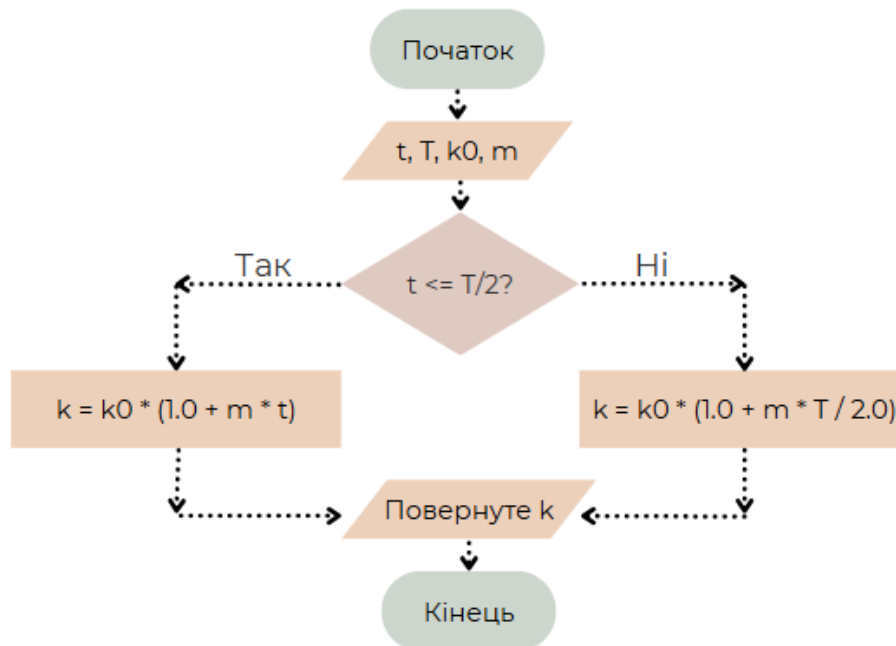 Початок
t, T, k0, m
Так
t <= T/2?
Ні
k = k0 * (1.0 + m * t)
k = k0 * (1.0 + m * T / 2.0)
Повернуте k
Кінець